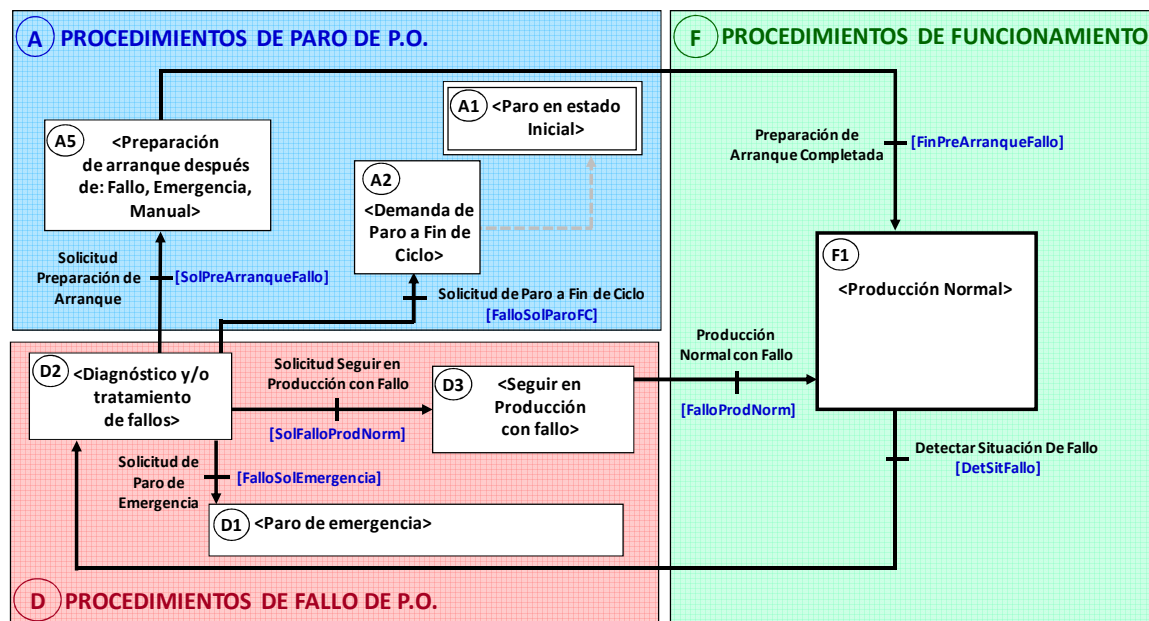 A PROCEDIMIENTOS DE PARO DE P.O.
F PROCEDIMIENTOS DE FUNCIONAMIENTO
A1 <Paro en estado
Inicial>
A5 <Preparación
de arranque después
de: Fallo, Emergencia,
Manual>
A2
<Demanda de
Paro a Fin de
Ciclo>
Preparación de
Arranque Completada
[FinPreArranqueFallo]
Solicitud
Preparación de
Arranque
[SolPreArranqueFallo]
Solicitud de Paro a Fin de Ciclo
[FalloSolParoFC]
F1
<Producción Normal>
D2 <Diagnóstico y/o
tratamiento
de fallos>
Solicitud Seguir en
Producción con Fallo
[SolFalloProdNorm]
D3 <Seguir en
Producción
con fallo>
Producción
Normal con Fallo
[FalloProdNorm]
Solicitud de
Paro de
Emergencia
[FalloSolEmergencia]
D1 <Paro de emergencia>
Detectar Situación De Fallo
[DetSitFallo]
D PROCEDIMIENTOS DE FALLO DE P.O.